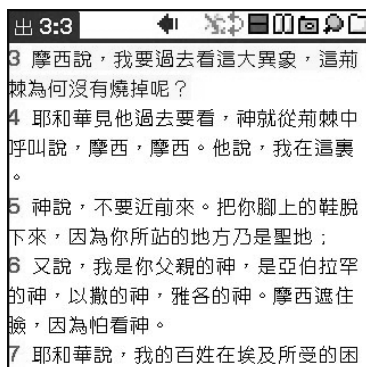 出 3:3
3 摩西說，我要過去看這大異象，這荊
棘為何沒有燒掉呢？
4 耶和華見他過去要看，神就從荊棘中
呼叫說，摩西，摩西。他說，我在這裏
。
5 神說，不要近前來。把你腳上的鞋脫
下來，因為你所站的地方乃是聖地；
6 又說，我是你父親的神，是亞伯拉罕
的神，以撒的神，雅各的神。摩西遮住
臉，因為怕看神。
7 耶和華說，我的百姓在埃及所受的困